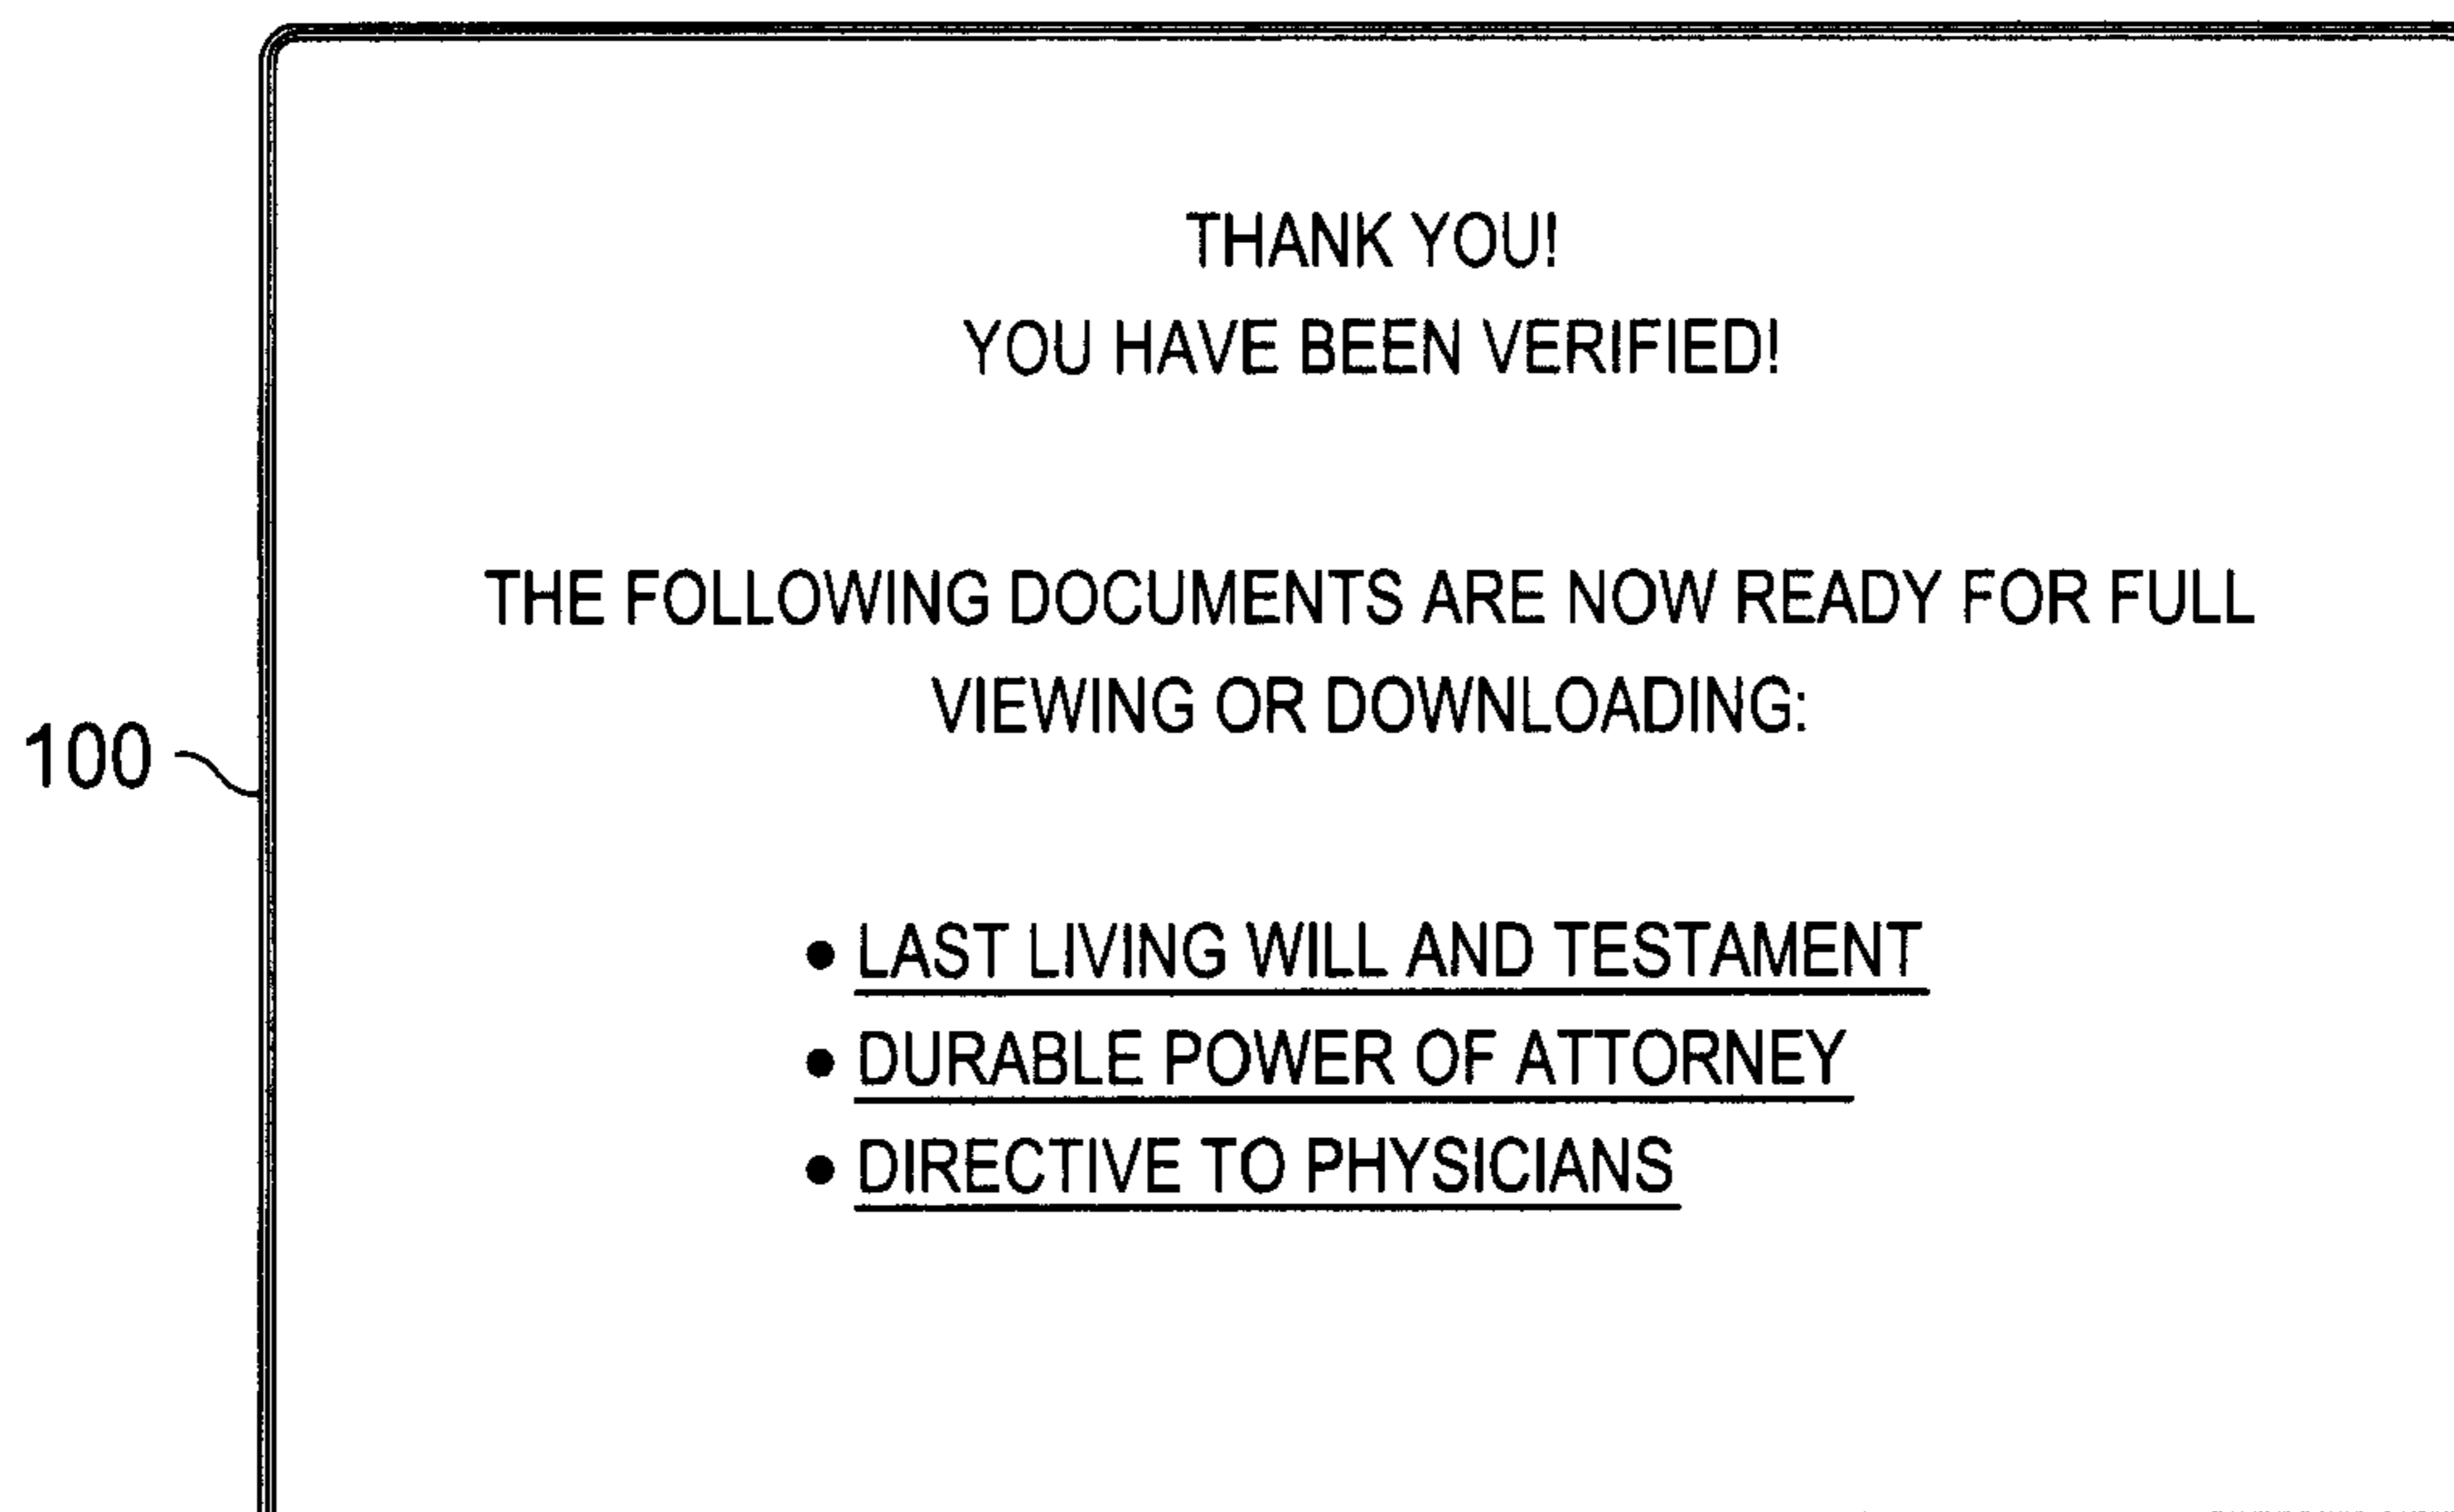 THANK YOU!
YOU HAVE BEEN VERIFIED!
THE FOLLOWING DOCUMENTS ARE NOW READY FOR FULL
VIEWING OR DOWNLOADING:
100
• LAST LIVING WILL AND TESTAMENT
• DURABLE POWER OF ATTORNEY
• DIRECTIVE TO PHYSICIANS